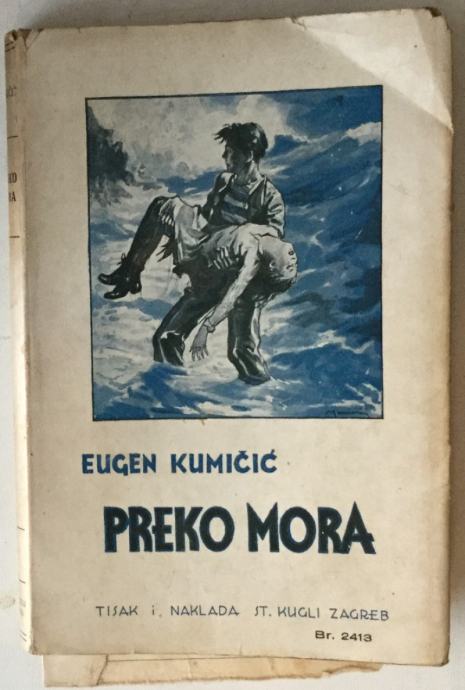 EUGEN KUMIČIĆ
PREKO MORA
TISAK i NAKLADA ST. KUGLI ZAGREB
Br. 2413